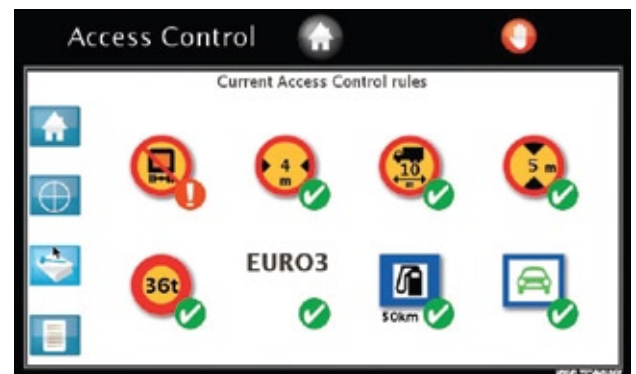 Access Control
Current Access Control rules
4
m
10
m
5 m
36t
EURO3
50km